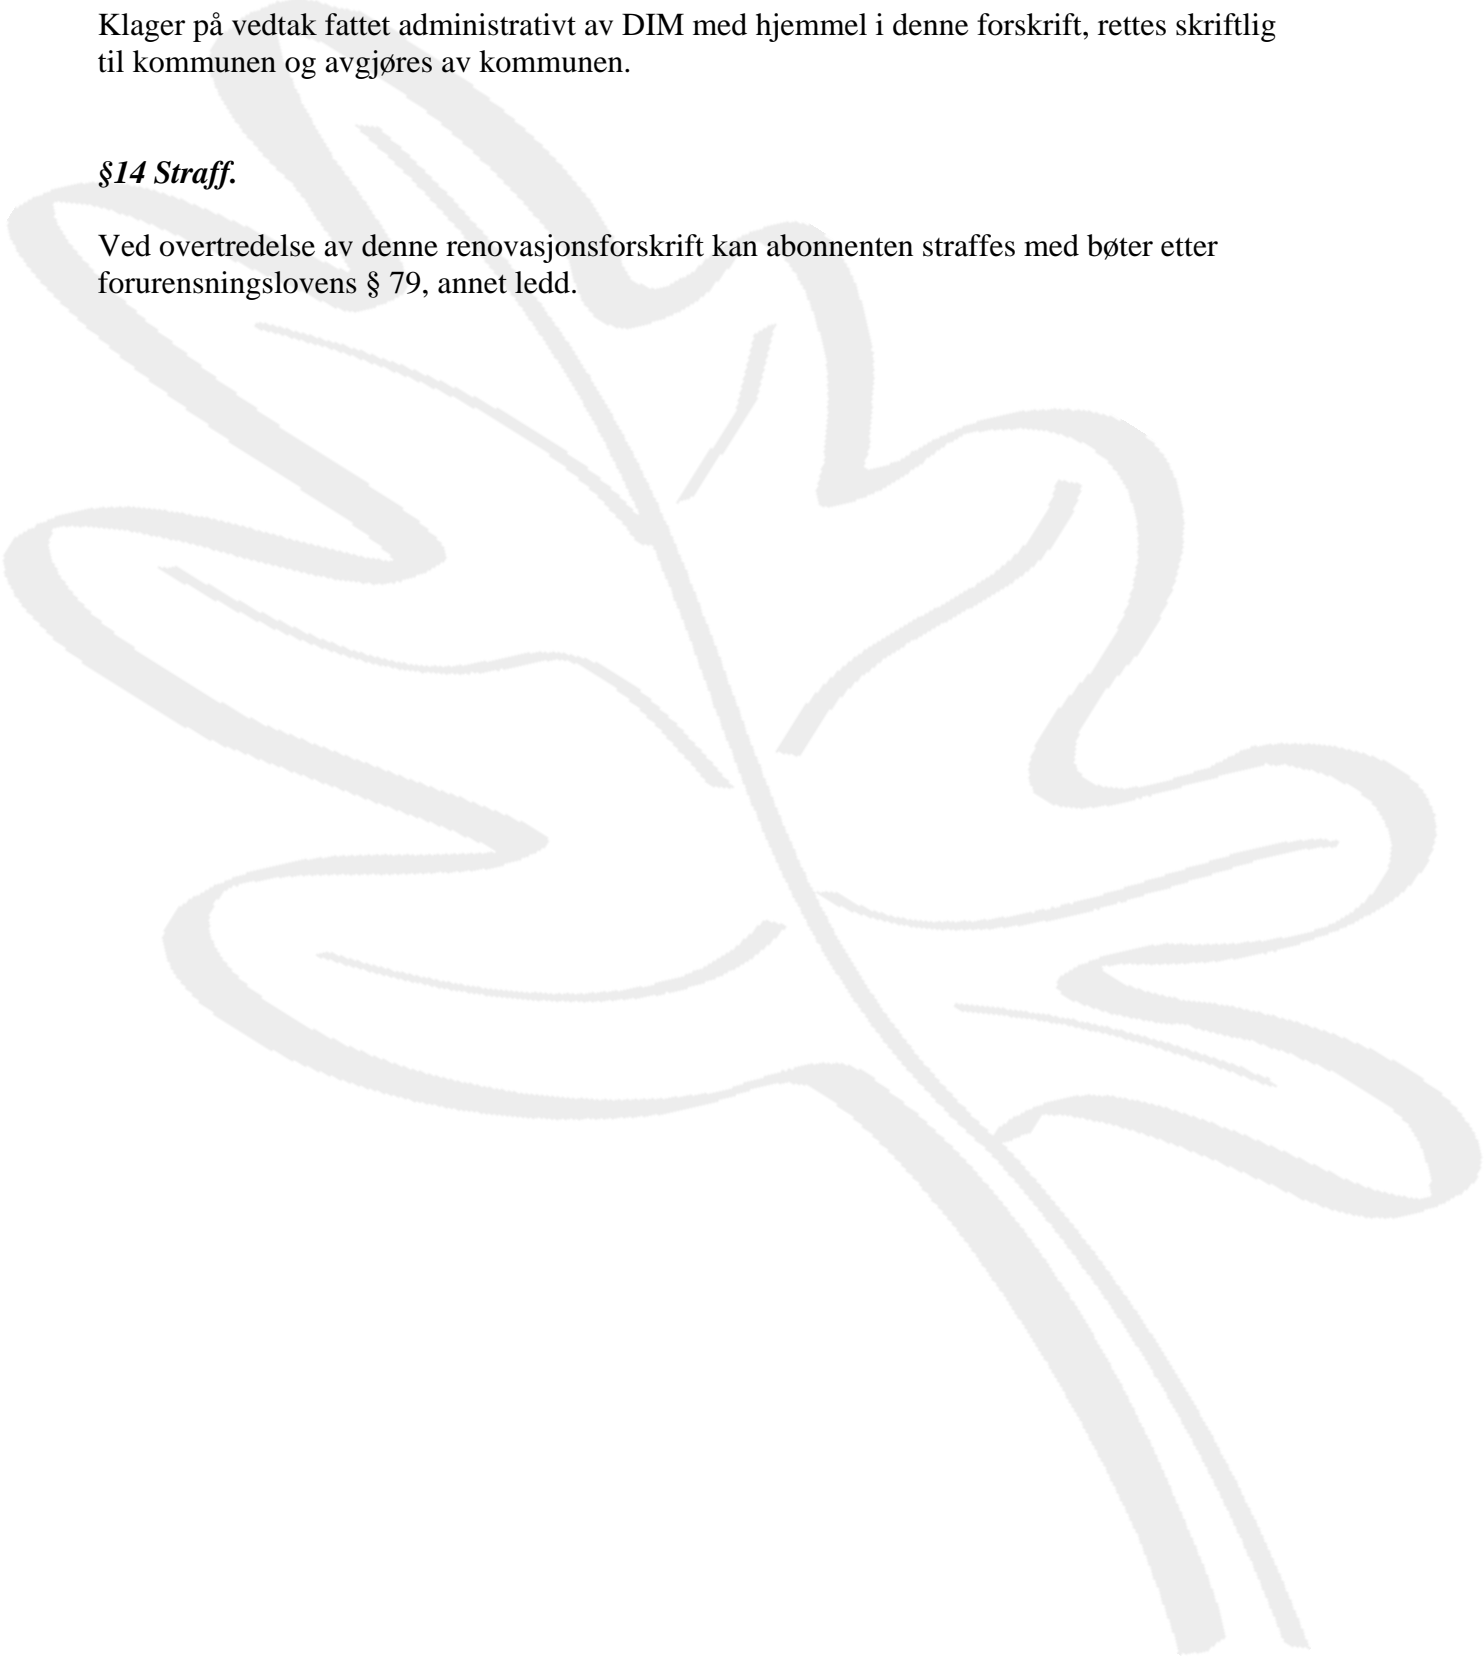 Klager på vedtak fattet administrativt av DIM med hjemmel i denne forskrift, rettes skriftlig
til kommunen og avgjøres av kommunen.
§14 Straff.
Ved overtredelse av denne renovasjonsforskrift kan abonnenten straffes med bøter etter
forurensningslovens § 79, annet ledd.